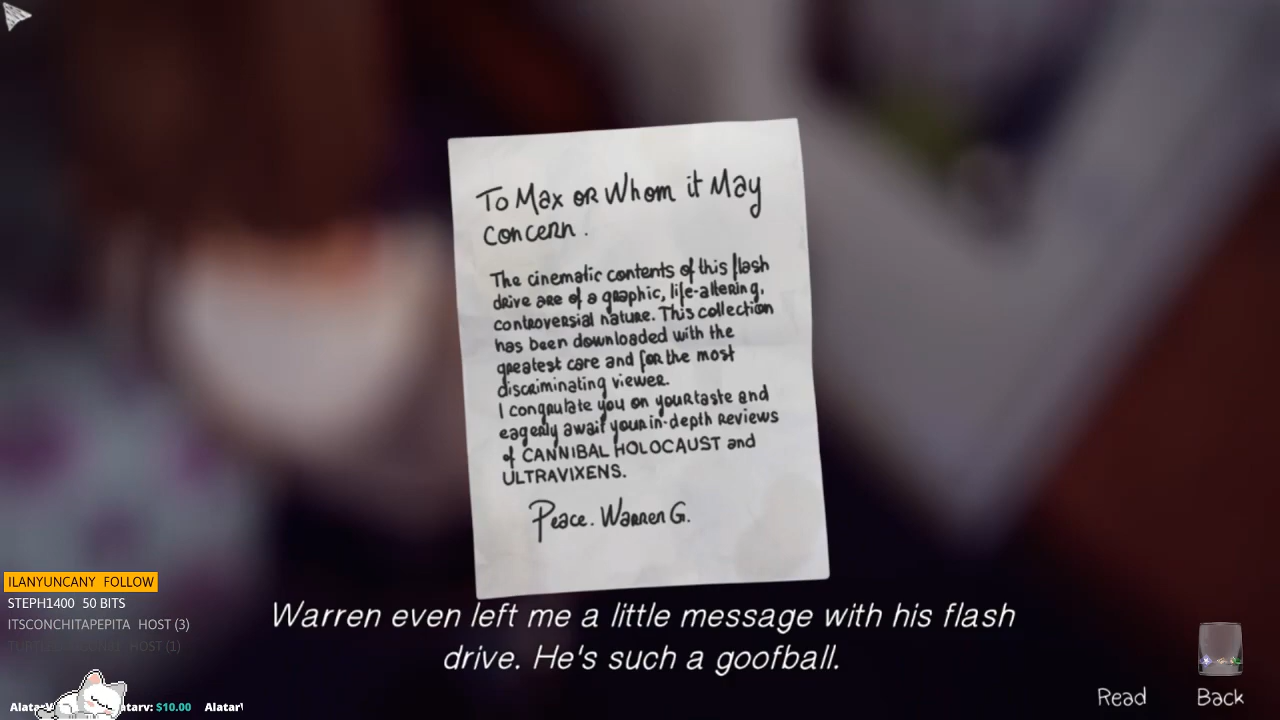 To Max or Whom it May
Concern.
The cinematic contents of this flash
drive are of a graphic, life-altering,
controversial nature. This collection
has been downloaded with the
greatest care and for the most
discriminating viewer.
I congrulate you on your taste and
eagerly await your in-depth reviews
of CANNIBAL HOLOCAUST and
ULTRAVIXENS.
Peace. Warren G.
ILANYUNCANY FOLLOW
STEPH1400 50 BITS
ITSCONCHITAPEPITA HOST (3)
HOST (1)
Warren even left me a little message with his flash
drive. He's such a goofball.
Read
Back
$10.00